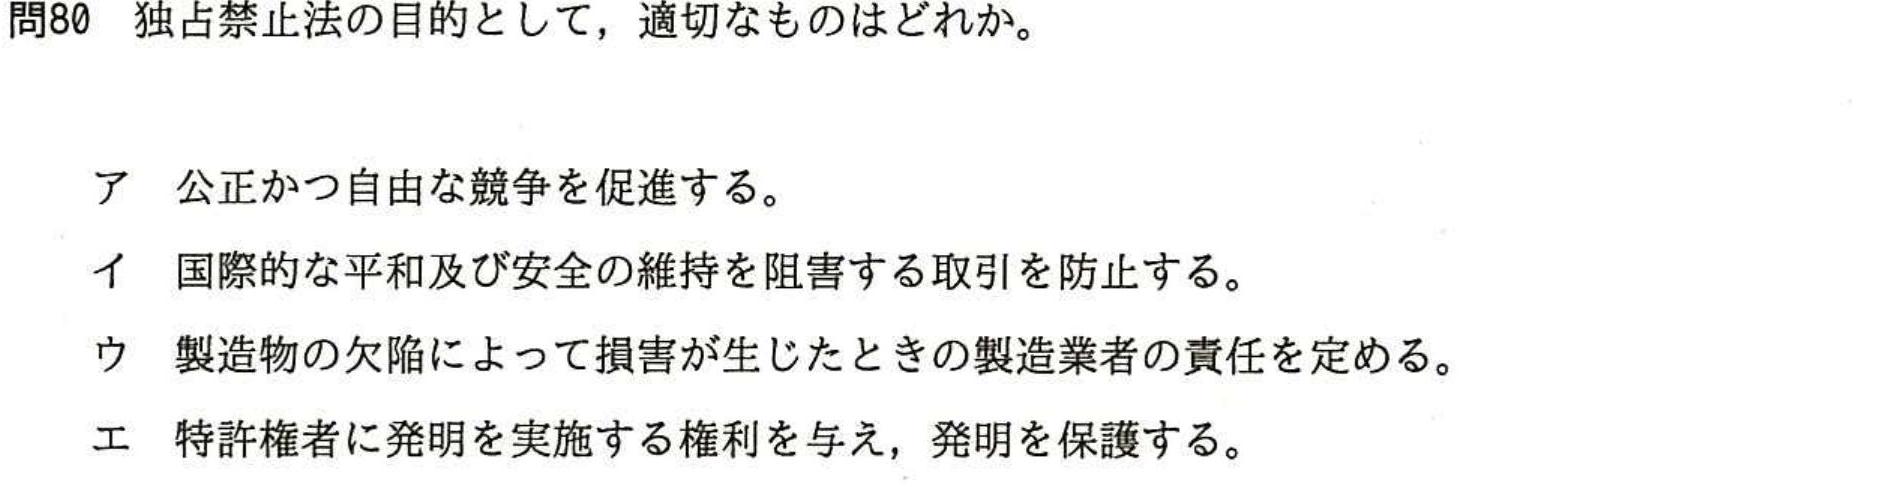 問80 独占禁止法の目的として，適切なものはどれか。
ア 公正かつ自由な競争を促進する。
イ 国際的な平和及び安全の維持を阻害する取引を防止する。
ウ 製造物の欠陥によって損害が生じたときの製造業者の責任を定める。
エ 特許権者に発明を実施する権利を与え，発明を保護する。